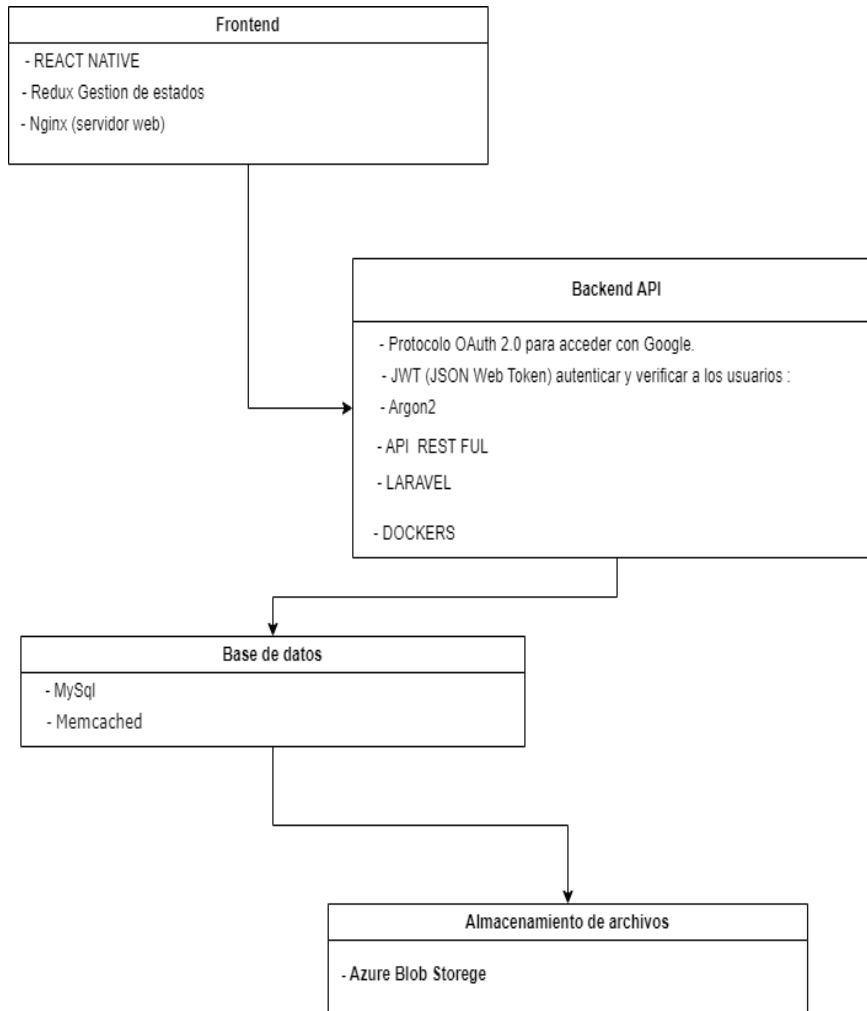 Frontend
- REACT NATIVE
- Redux Gestion de estados
- Nginx (servidor web)
Backend API
- Protocolo OAuth 2.0 para acceder con Google.
- JWT (JSON Web Token) autenticar y verificar a los usuarios :
- Argon2
- API REST FUL
- LARAVEL
- DOCKERS
Base de datos
- MySql
- Memcached
Almacenamiento de archivos
- Azure Blob Storege